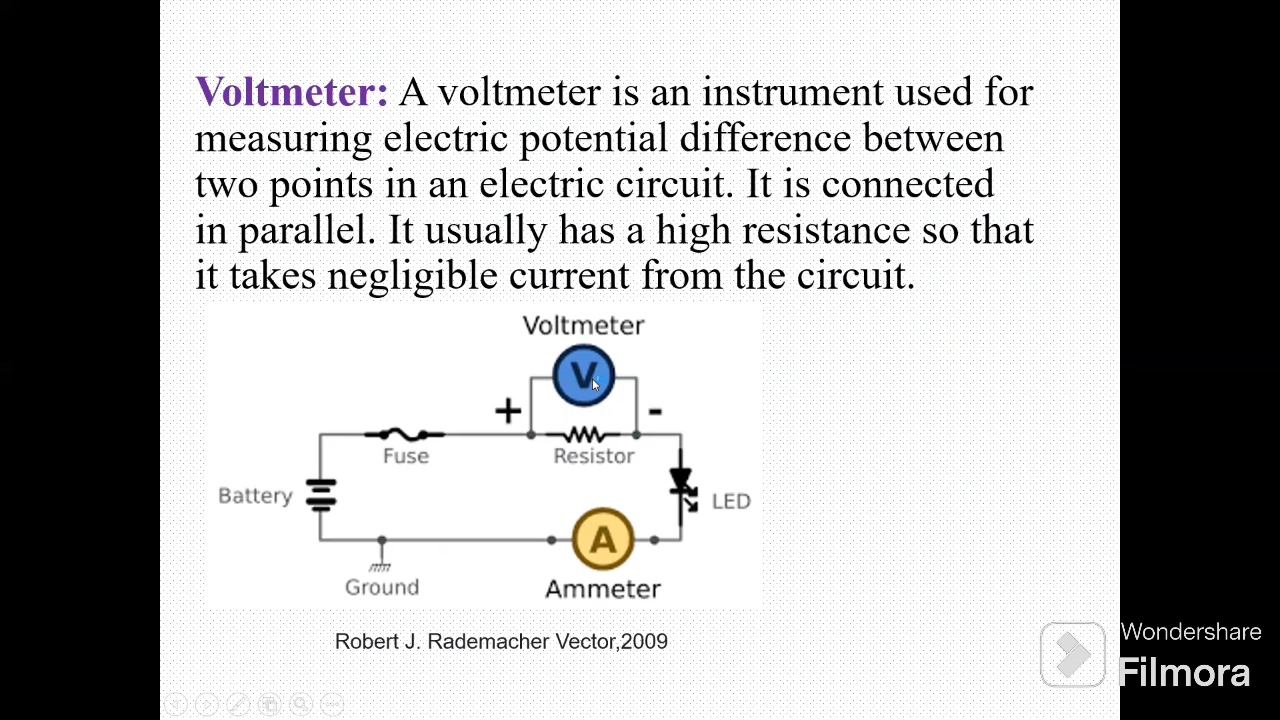 Voltmeter: A voltmeter is an instrument used for
measuring electric potential difference between
two points in an electric circuit. It is connected
in parallel. It usually has a high resistance so that
it takes negligible current from the circuit.
Voltmeter
V
+ -
Fuse
Resistor
Battery
LED
A
Ground
Ammeter
Robert J. Rademacher Vector,2009
Wondershare
Filmora